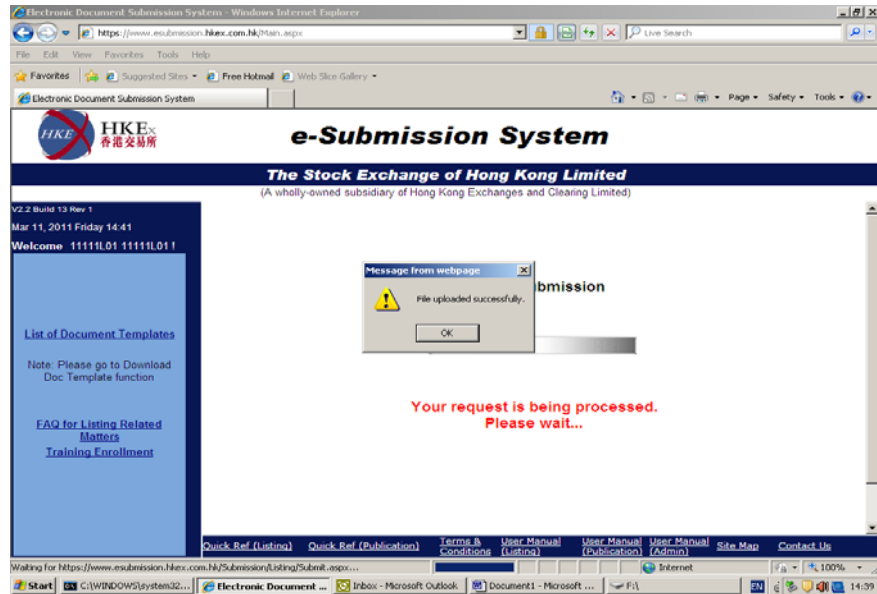 Electronic Document Submission System - Windows Internet Explorer
https://www.esubmission.hkex.com.hk/Main.aspx
Live Search
File Edit View Favorites Tools Help
Favorites Suggested Sites Free Hotmail Web Slice Gallery
Electronic Document Submission System
Page Safety Tools
HKE
HKEx
香港交易所
e-Submission System
The Stock Exchange of Hong Kong Limited
(A wholly-owned subsidiary of Hong Kong Exchanges and Clearing Limited)
V2.2 Build 13 Rev 1
Mar 11, 2011 Friday 14:41
Welcome 11111L01 11111L01 !
Message from webpage
bmission
File uploaded successfully.
OK
List of Document Templates
Note: Please go to Download
Doc Template function
Your request is being processed.
Please wait...
FAQ for Listing Related
Matters
Training Enrollment
Quick Ref (Listing) Quick Ref (Publication) Terms & Conditions User Manual (Listing) User Manual (Publication) User Manual (Admin) Site Map Contact Us
Waiting for https://www.esubmission.hkex.com.hk/Submission/Listing/Submit.aspx... Internet 100%
Start C:\WINDOWS\system32... Electronic Document ... Inbox - Microsoft Outlook Document1 - Microsoft ... F:\ EN 14:39